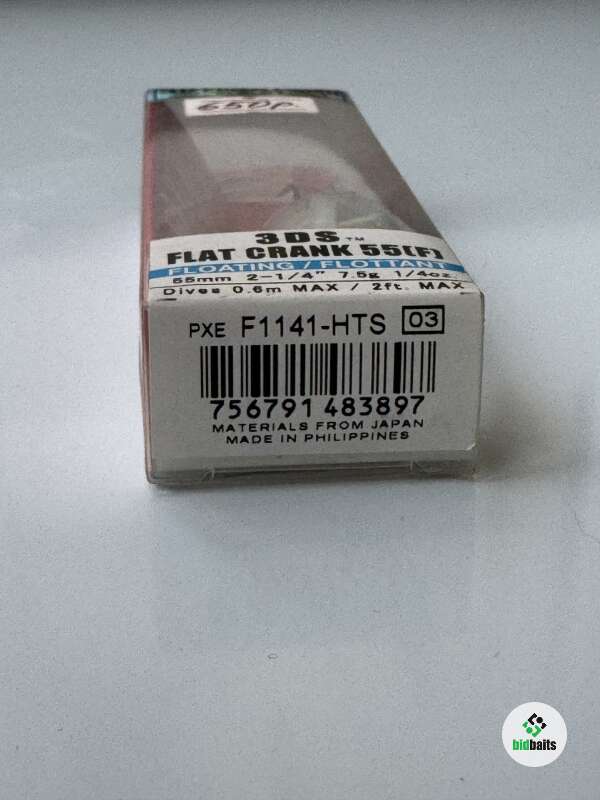 650р.
3DS™
FLAT CRANK 55[F]
FLOATING / FLOTTANT
55mm 2-1/4" 7.5g 1/4oz.
Dives 0.6m MAX / 2ft. MAX
PXE F1141-HTS 03
756791 483897
MATERIALS FROM JAPAN
MADE IN PHILIPPINES
bidbaits